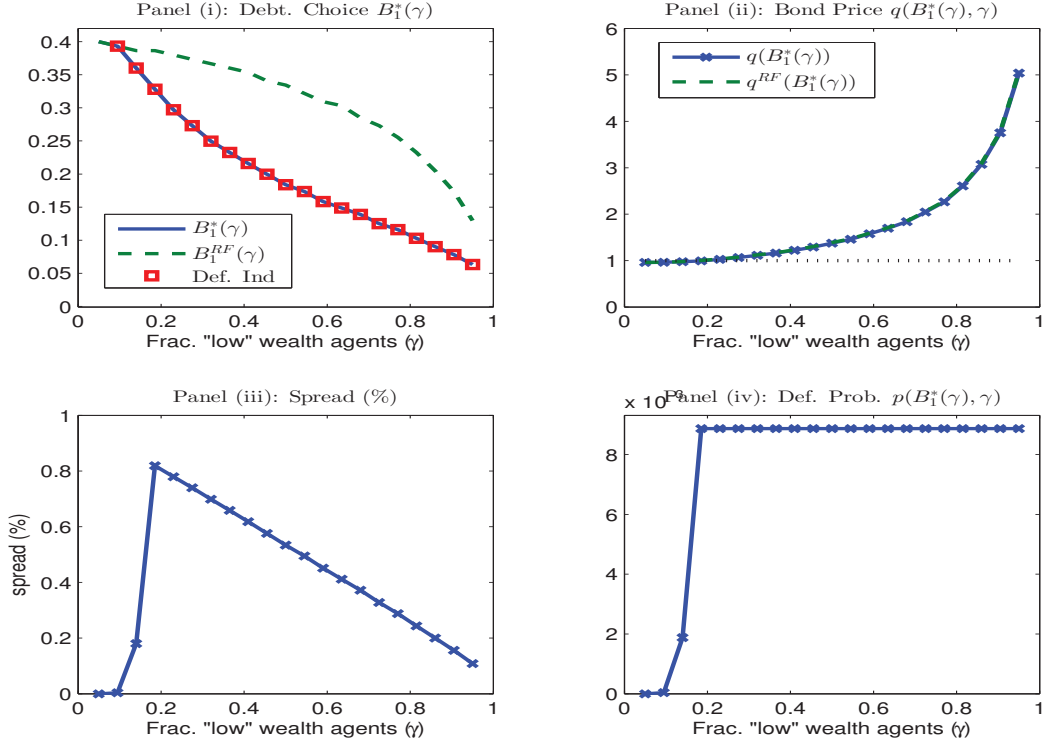 Panel (i): Debt. Choice B₁*(γ)
0.4
0.35
0.3
0.25
0.2
0.15
0.1
0.05
0
B₁*(γ)
B₁^RF(γ)
Def. Ind
0 0.2 0.4 0.6 0.8 1
Frac. "low" wealth agents (γ)
Panel (ii): Bond Price q(B₁*(γ), γ)
6
5
4
3
2
1
0
q(B₁*(γ))
q^RF(B₁*(γ))
0 0.2 0.4 0.6 0.8 1
Frac. "low" wealth agents (γ)
Panel (iii): Spread (%)
1
0.8
0.6
0.4
0.2
0
spread (%)
0 0.2 0.4 0.6 0.8 1
Frac. "low" wealth agents (γ)
Panel (iv): Def. Prob. p(B₁*(γ), γ)
x 10⁻³
8
6
4
2
0
0 0.2 0.4 0.6 0.8 1
Frac. "low" wealth agents (γ)